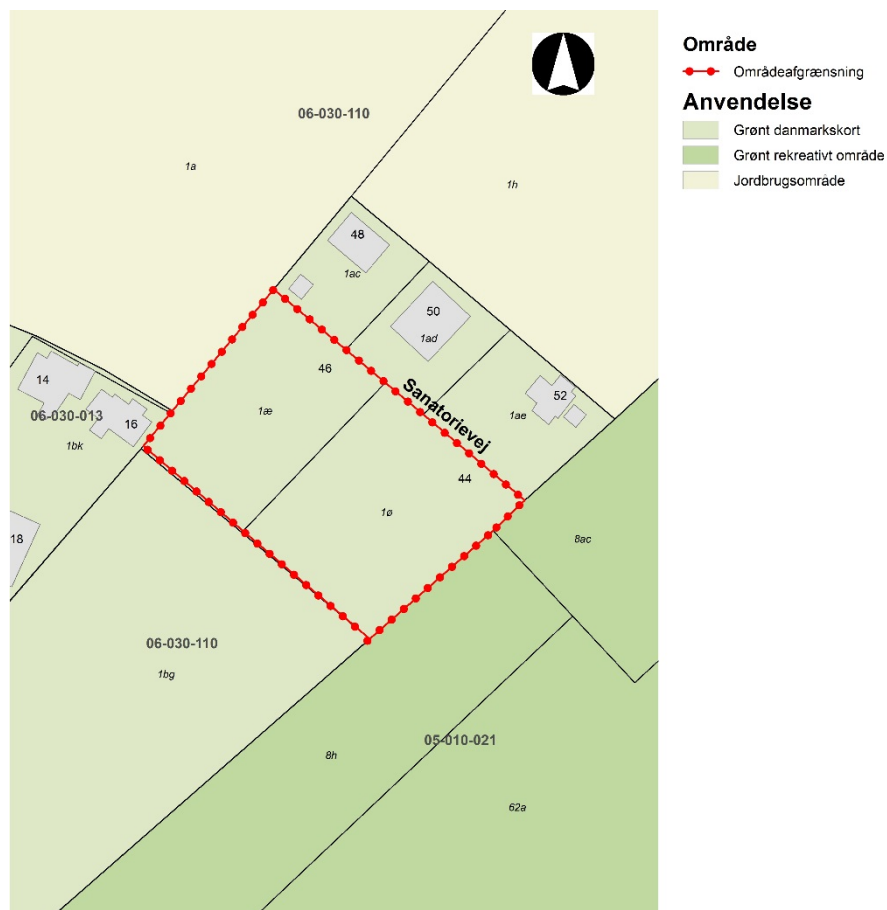 Område
Områdeafgrænsning
Anvendelse
Grønt danmarkskort
Grønt rekreativt område
Jordbrugsområde
06-030-110
1a
1h
48
1ac
50
1ad
46
Sanatorievej
52
1ae
14
06-030-013
16
1bk
1æ
44
1ø
18
8ac
06-030-110
1bg
05-010-021
8h
62a